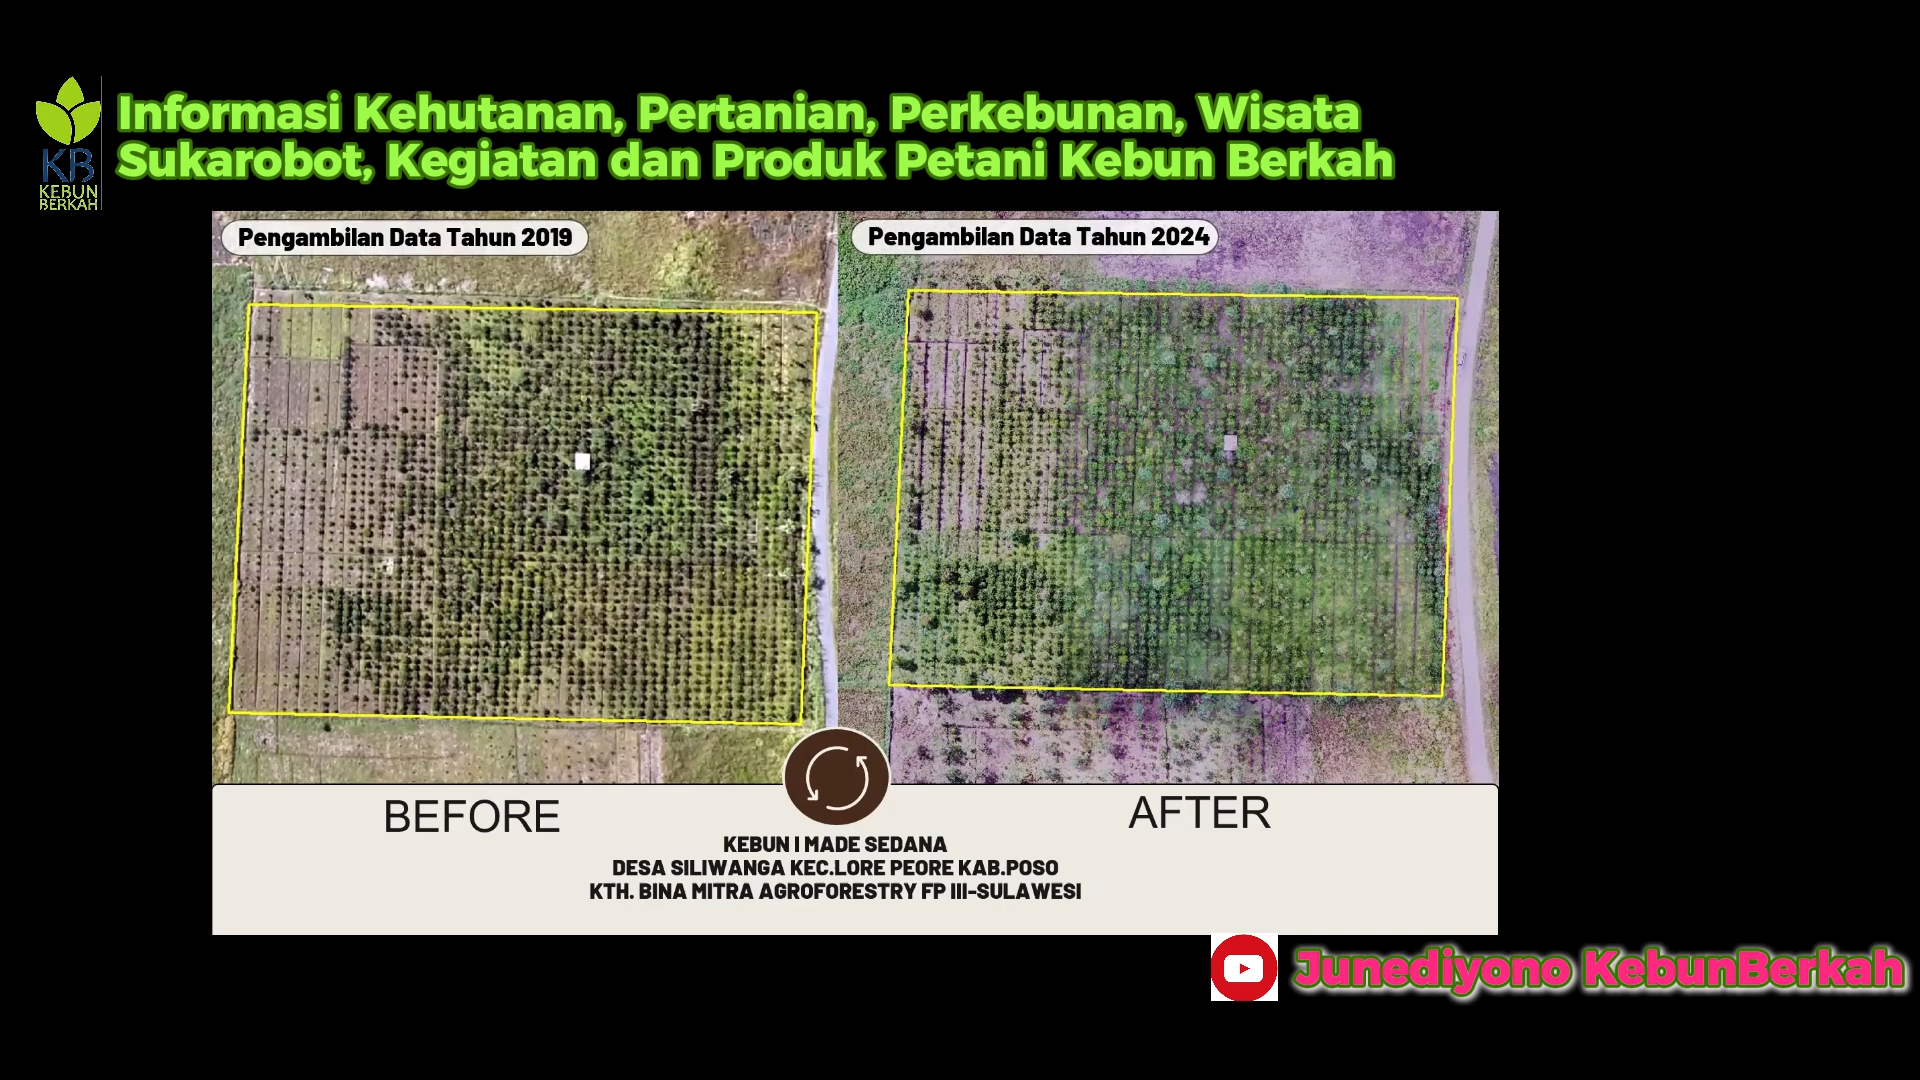 Informasi Kehutanan, Pertanian, Perkebunan, Wisata
Sukarobot, Kegiatan dan Produk Petani Kebun Berkah
KB
KEBUN
BERKAH
Pengambilan Data Tahun 2019
Pengambilan Data Tahun 2024
BEFORE
AFTER
KEBUN I MADE SEDANA
DESA SILIWANGA KEC.LORE PEORE KAB.POSO
KTH. BINA MITRA AGROFORESTRY FP III-SULAWESI
Junediyono KebunBerkah